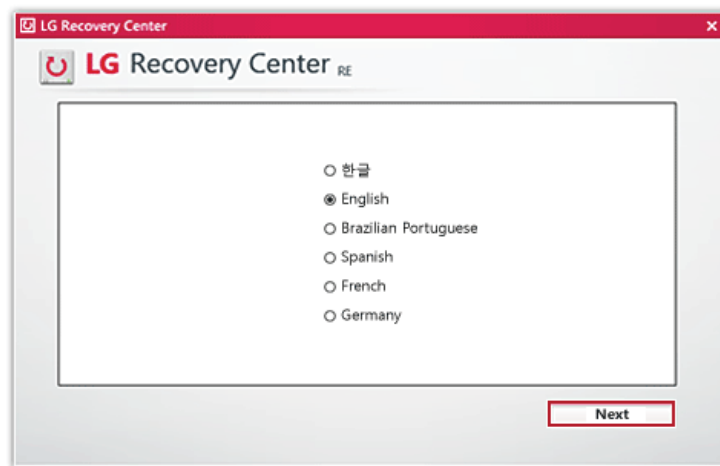 LG Recovery Center
LG Recovery Center RE
한글
English
Brazilian Portuguese
Spanish
French
Germany
Next